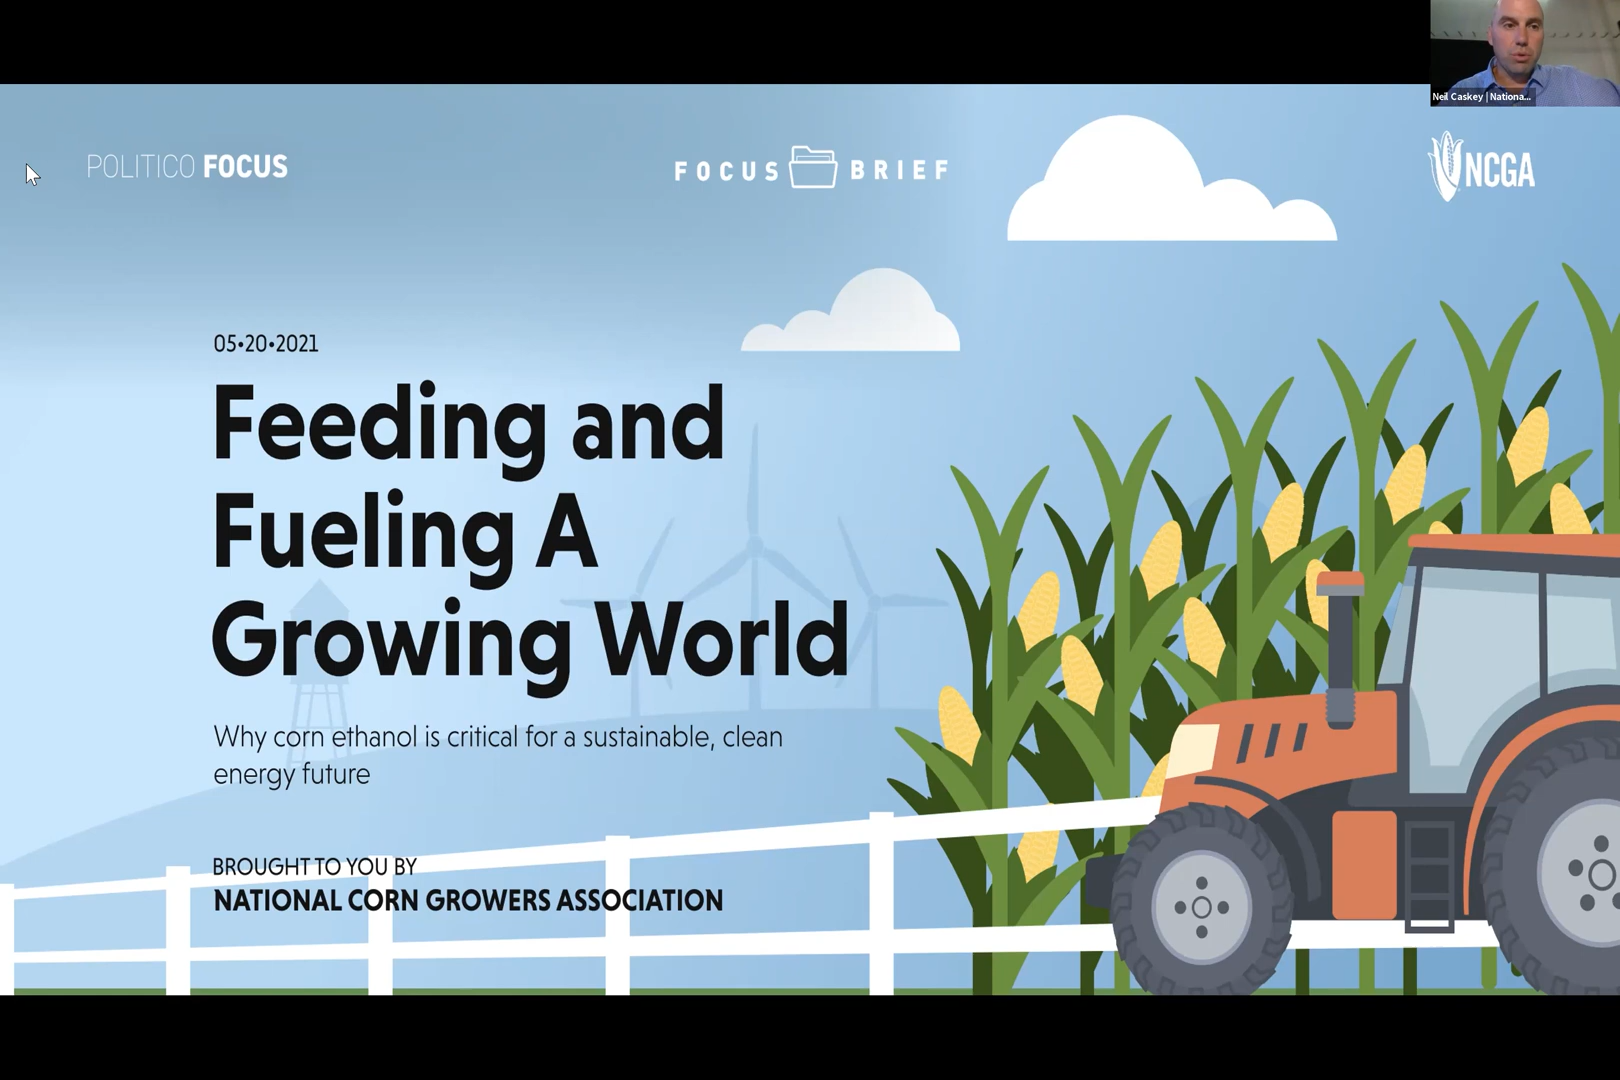 Neil Caskey | Nationa...
POLITICO FOCUS
FOCUS BRIEF
NCGA
05•20•2021
Feeding and
Fueling A
Growing World
Why corn ethanol is critical for a sustainable, clean
energy future
BROUGHT TO YOU BY
NATIONAL CORN GROWERS ASSOCIATION